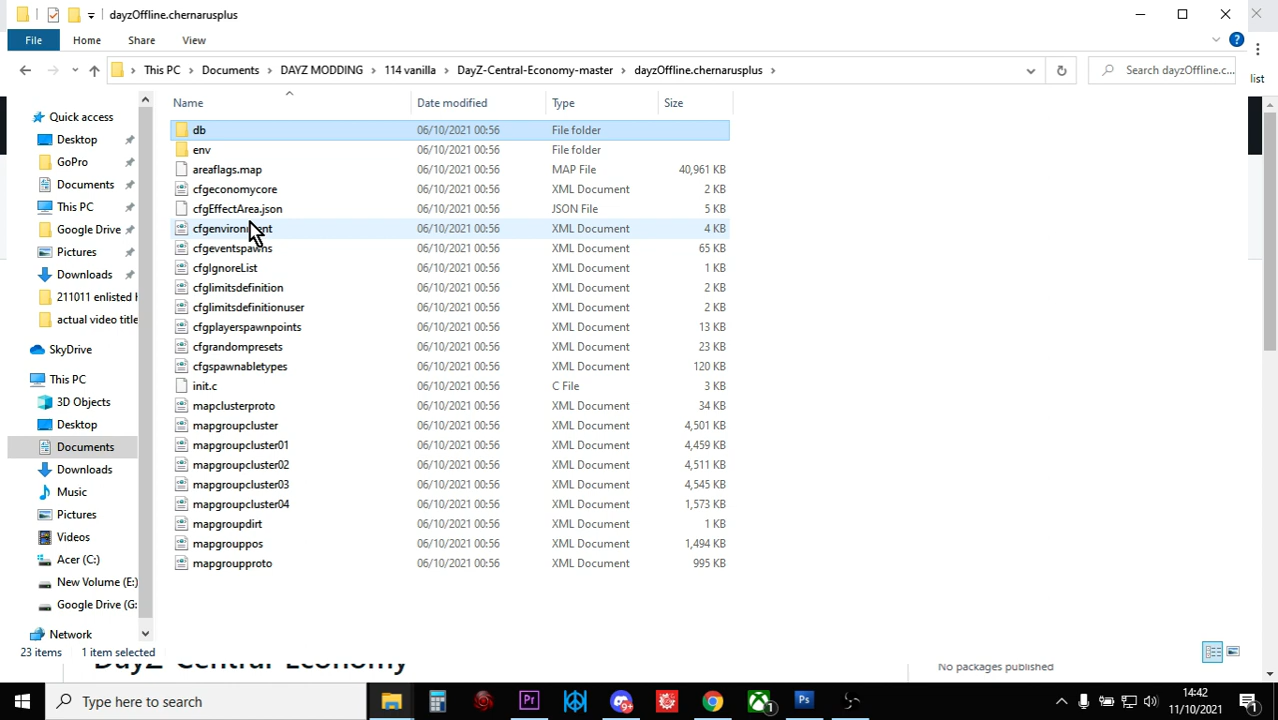 dayzOffline.chernarusplus
File Home Share View
This PC Documents DAYZ MODDING 114 vanilla DayZ-Central-Economy-master dayzOffline.chernarusplus Search dayzOffline.c...
list
Name Date modified Type Size
Quick access
Desktop
GoPro
Documents
This PC
Google Drive
Pictures
Downloads
211011 enlisted
actual video title
SkyDrive
This PC
3D Objects
Desktop
Documents
Downloads
Music
Pictures
Videos
Acer (C:)
New Volume (E:)
Google Drive (G:
Network
db 06/10/2021 00:56 File folder
env 06/10/2021 00:56 File folder
areaflags.map 06/10/2021 00:56 MAP File 40,961 KB
cfgeconomycore 06/10/2021 00:56 XML Document 2 KB
cfgEffectArea.json 06/10/2021 00:56 JSON File 5 KB
cfgenvironment 06/10/2021 00:56 XML Document 4 KB
cfgeventspawns 06/10/2021 00:56 XML Document 65 KB
cfgIgnoreList 06/10/2021 00:56 XML Document 1 KB
cfglimitsdefinition 06/10/2021 00:56 XML Document 2 KB
cfglimitsdefinitionuser 06/10/2021 00:56 XML Document 2 KB
cfgplayerspawnpoints 06/10/2021 00:56 XML Document 13 KB
cfgrandompresets 06/10/2021 00:56 XML Document 23 KB
cfgspawnabletypes 06/10/2021 00:56 XML Document 120 KB
init.c 06/10/2021 00:56 C File 3 KB
mapclusterproto 06/10/2021 00:56 XML Document 34 KB
mapgroupcluster 06/10/2021 00:56 XML Document 4,501 KB
mapgroupcluster01 06/10/2021 00:56 XML Document 4,459 KB
mapgroupcluster02 06/10/2021 00:56 XML Document 4,511 KB
mapgroupcluster03 06/10/2021 00:56 XML Document 4,545 KB
mapgroupcluster04 06/10/2021 00:56 XML Document 1,573 KB
mapgroupdirt 06/10/2021 00:56 XML Document 1 KB
mapgrouppos 06/10/2021 00:56 XML Document 1,494 KB
mapgroupproto 06/10/2021 00:56 XML Document 995 KB
23 items 1 item selected
DayZ-Central-Economy
No packages published
Type here to search
Pr
9+
1
Ps
14:42
11/10/2021
1